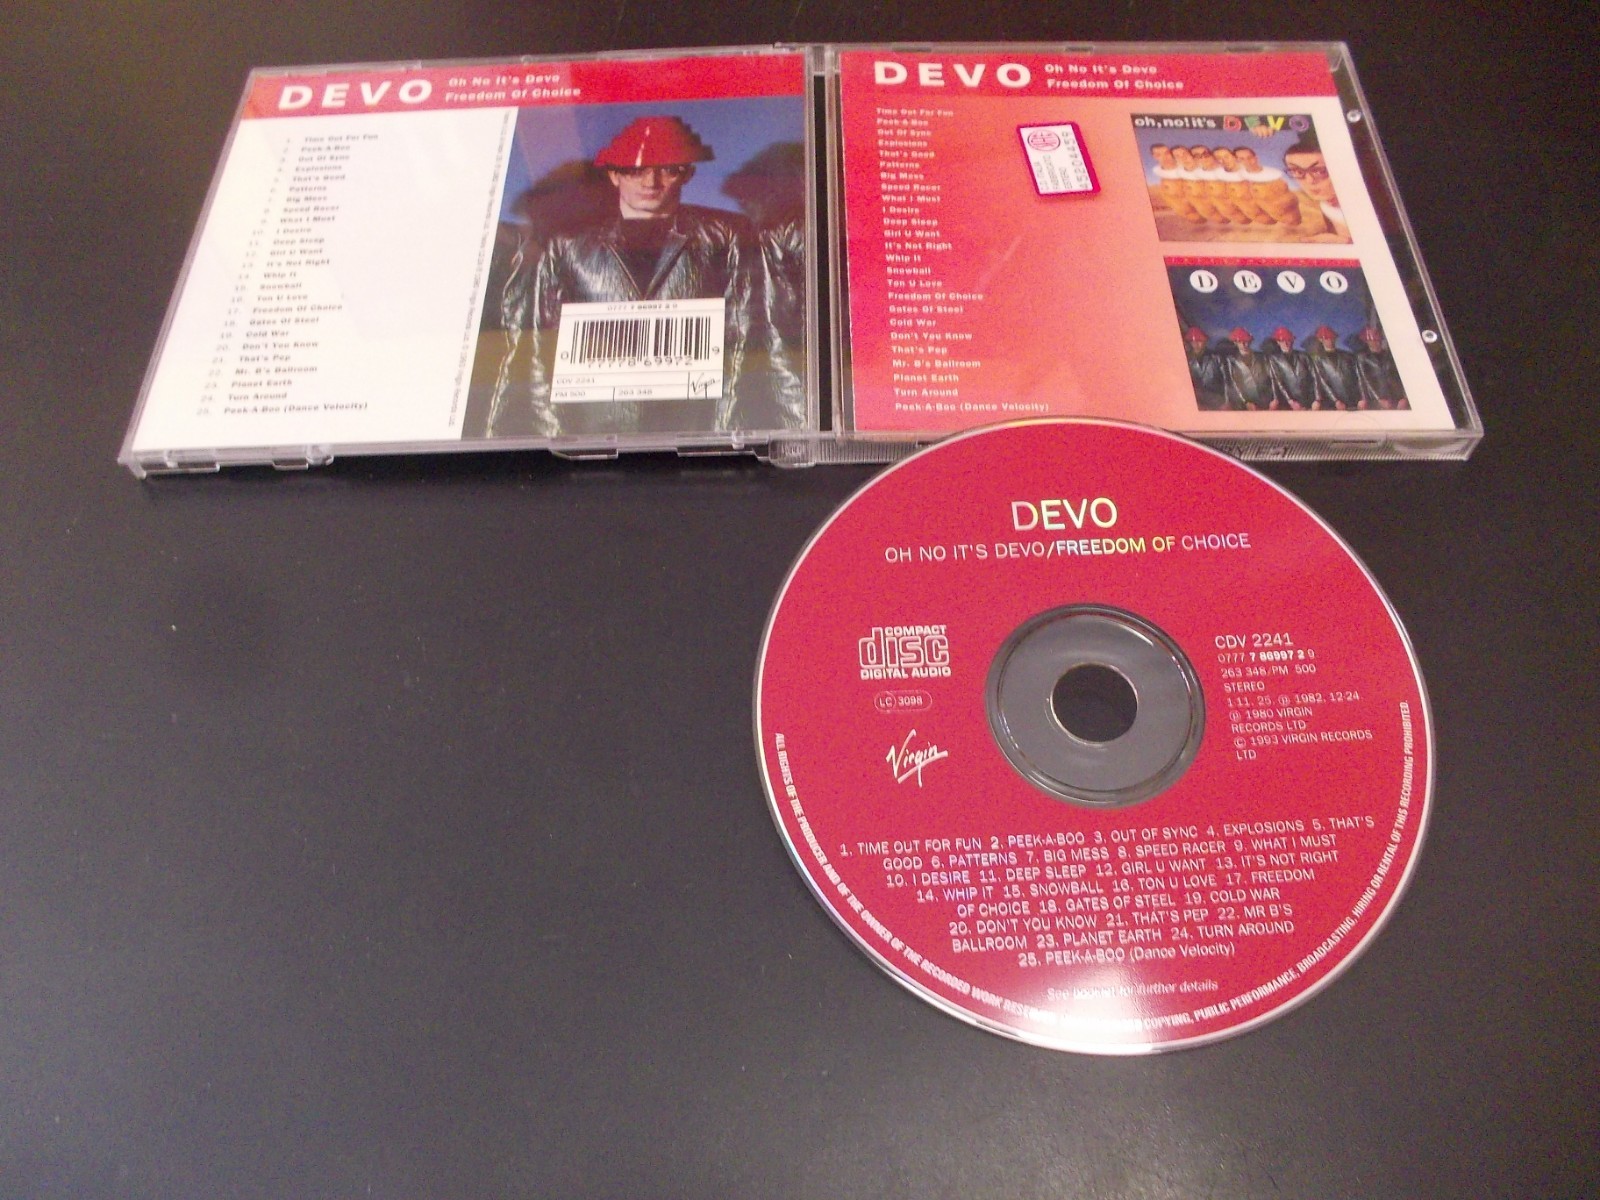 DEVO
Oh No It's Devo
Freedom Of Choice
1. Time Out For Fun
2. Peek-A-Boo
3. Out Of Sync
4. Explosions
5. That's Good
6. Patterns
7. Big Mess
8. Speed Racer
9. What I Must
10. I Desire
11. Deep Sleep
12. Girl U Want
13. It's Not Right
14. Whip It
15. Snowball
16. Ton U Luve
17. Freedom Of Choice
18. Gates Of Steel
19. Cold War
20. Don't You Know
21. That's Pep
22. Mr. B's Ballroom
23. Planet Earth
24. Turn Around
25. Peek-A-Boo (Dance Velocity)
0777 7 86997 2 9
0 77770 69972 9
CDV 2241
PM 500
263 348
Virgin
DEVO
Oh No It's Devo
Freedom Of Choice
Time Out For Fun
Peek-A-Boo
Out Of Sync
Explosions
That's Good
Patterns
Big Mess
Speed Racer
What I Must
I Desire
Deep Sleep
Girl U Want
It's Not Right
Whip It
Snowball
Ton U Luve
Freedom Of Choice
Gates Of Steel
Cold War
Don't You Know
That's Pep
Mr. B's Ballroom
Planet Earth
Turn Around
Peek-A-Boo (Dance Velocity)
oh, no! it's DEVO
DEVO
DEVO
OH NO IT'S DEVO/FREEDOM OF CHOICE
COMPACT
disc
DIGITAL AUDIO
LC 3098
Virgin
CDV 2241
0777 7 86997 2 9
263 348/PM 500
STEREO
1-11, 25, ℗ 1982, 12-24
℗ 1980 VIRGIN
RECORDS LTD
© 1993 VIRGIN RECORDS
LTD
1. TIME OUT FOR FUN 2. PEEK-A-BOO 3. OUT OF SYNC 4. EXPLOSIONS 5. THAT'S
GOOD 6. PATTERNS 7. BIG MESS 8. SPEED RACER 9. WHAT I MUST
10. I DESIRE 11. DEEP SLEEP 12. GIRL U WANT 13. IT'S NOT RIGHT
14. WHIP IT 15. SNOWBALL 16. TON U LUVE 17. FREEDOM
OF CHOICE 18. GATES OF STEEL 19. COLD WAR
20. DON'T YOU KNOW 21. THAT'S PEP 22. MR B'S
BALLROOM 23. PLANET EARTH 24. TURN AROUND
25. PEEK-A-BOO (Dance Velocity)
See booklet for further details
ALL RIGHTS OF THE PRODUCER AND OF THE OWNER OF THE RECORDED WORK RESERVED COPYING, PUBLIC PERFORMANCE, BROADCASTING, HIRING OR RENTAL OF THIS RECORDING PROHIBITED